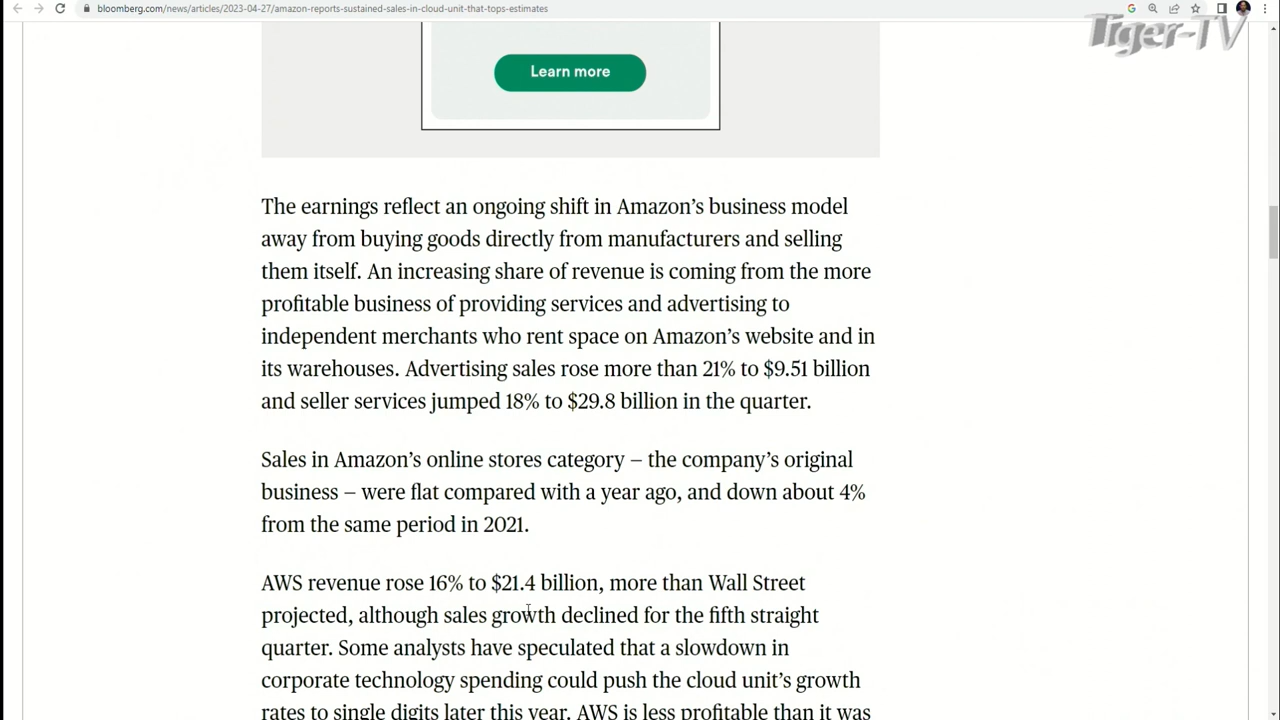 bloomberg.com/news/articles/2023-04-27/amazon-reports-sustained-sales-in-cloud-unit-that-tops-estimates
Tiger-TV
Learn more
The earnings reflect an ongoing shift in Amazon’s business model
away from buying goods directly from manufacturers and selling
them itself. An increasing share of revenue is coming from the more
profitable business of providing services and advertising to
independent merchants who rent space on Amazon’s website and in
its warehouses. Advertising sales rose more than 21% to $9.51 billion
and seller services jumped 18% to $29.8 billion in the quarter.
Sales in Amazon’s online stores category – the company’s original
business – were flat compared with a year ago, and down about 4%
from the same period in 2021.
AWS revenue rose 16% to $21.4 billion, more than Wall Street
projected, although sales growth declined for the fifth straight
quarter. Some analysts have speculated that a slowdown in
corporate technology spending could push the cloud unit’s growth
rates to single digits later this year. AWS is less profitable than it was